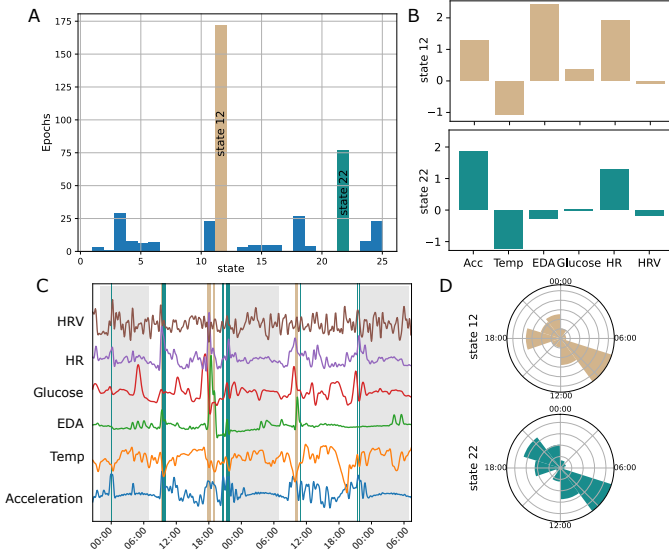 A
175
150
125
100
75
50
25
0
Epochs
state 12
state 22
0
5
10
15
20
25
state
B
state 12
2
1
0
−1
state 22
2
1
0
−1
Acc
Temp
EDA
Glucose
HR
HRV
C
HRV
HR
Glucose
EDA
Temp
Acceleration
00:00
06:00
12:00
18:00
00:00
06:00
12:00
18:00
00:00
06:00
D
state 12
00:00
06:00
12:00
18:00
state 22
00:00
06:00
12:00
18:00